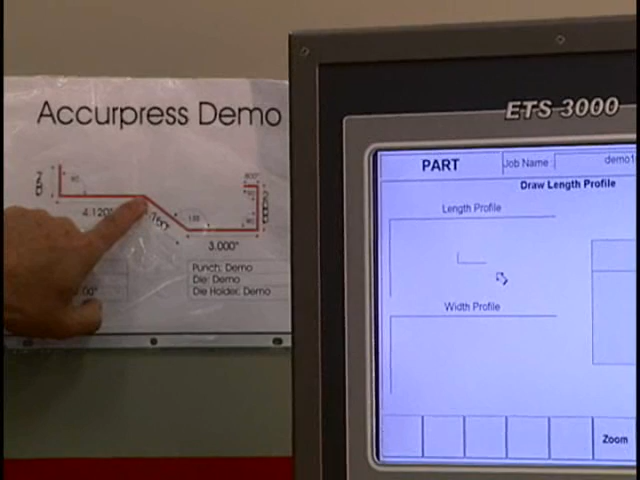 Accurpress Demo
4.120"
.750"
3.000"
Punch: Demo
Die: Demo
Die Holder: Demo
ETS 3000
PART
Job Name
demo1
Draw Length Profile
Length Profile
Width Profile
Zoom